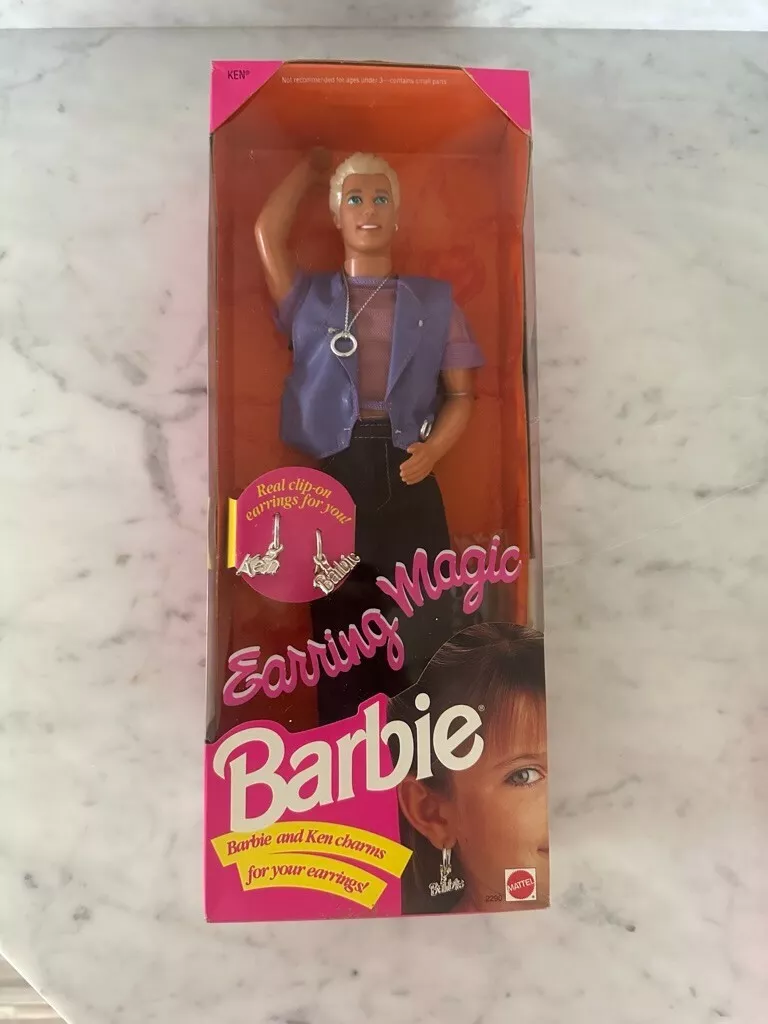 KEN®
Not recommended for ages under 3—contains small parts.
Real clip-on
earrings for you!
Ken
Barbie
Earring Magic
Barbie®
Barbie and Ken charms
for your earrings!
Barbie
2290
MATTEL